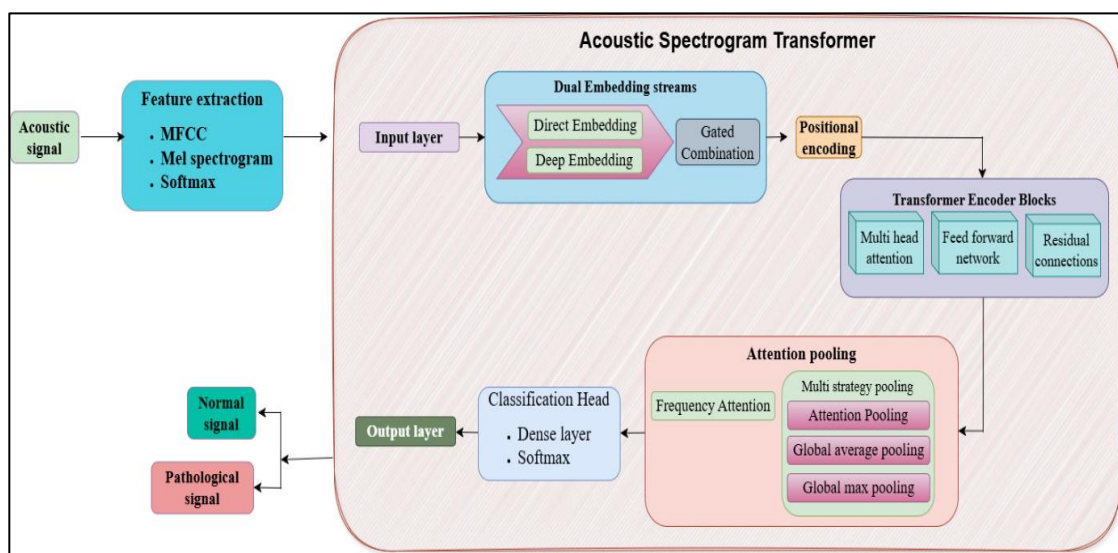 Acoustic Spectrogram Transformer
Acoustic
signal
Feature extraction
• MFCC
• Mel spectrogram
• Softmax
Input layer
Dual Embedding streams
Direct Embedding
Deep Embedding
Gated
Combination
Positional
encoding
Transformer Encoder Blocks
Multi head
attention
Feed forward
network
Residual
connections
Attention pooling
Frequency Attention
Multi strategy pooling
Attention Pooling
Global average pooling
Global max pooling
Classification Head
• Dense layer
• Softmax
Output layer
Normal
signal
Pathological
signal